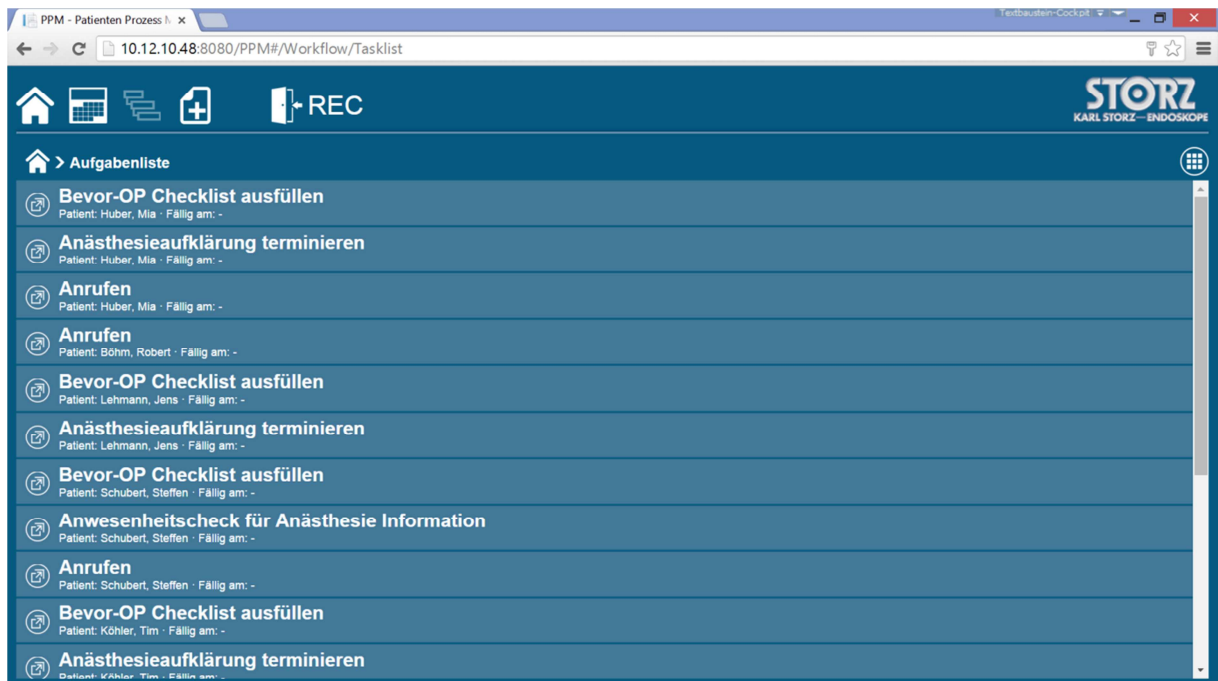 PPM - Patienten Prozess M
Textbaustein-Cockpit
10.12.10.48:8080/PPM#/Workflow/Tasklist
REC
STORZ
KARL STORZ—ENDOSKOPE
> Aufgabenliste
Bevor-OP Checklist ausfüllen
Patient: Huber, Mia · Fällig am: -
Anästhesieaufklärung terminieren
Patient: Huber, Mia · Fällig am: -
Anrufen
Patient: Huber, Mia · Fällig am: -
Anrufen
Patient: Böhm, Robert · Fällig am: -
Bevor-OP Checklist ausfüllen
Patient: Lehmann, Jens · Fällig am: -
Anästhesieaufklärung terminieren
Patient: Lehmann, Jens · Fällig am: -
Bevor-OP Checklist ausfüllen
Patient: Schubert, Steffen · Fällig am: -
Anwesenheitscheck für Anästhesie Information
Patient: Schubert, Steffen · Fällig am: -
Anrufen
Patient: Schubert, Steffen · Fällig am: -
Bevor-OP Checklist ausfüllen
Patient: Köhler, Tim · Fällig am: -
Anästhesieaufklärung terminieren
Patient: Köhler, Tim · Fällig am: -